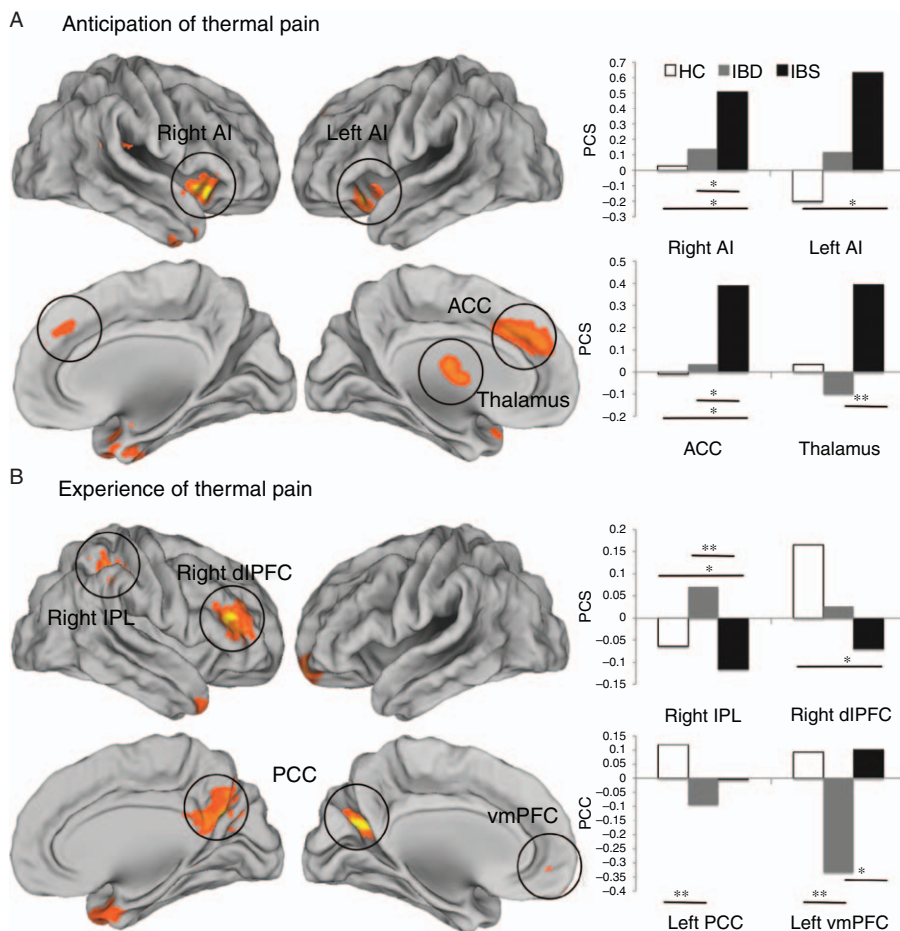 A
Anticipation of thermal pain
Right AI
Left AI
ACC
Thalamus
HC IBD IBS
PCS
0.7
0.6
0.5
0.4
0.3
0.2
0.1
0
–0.1
–0.2
–0.3
*
*
*
Right AI Left AI
PCS
0.5
0.4
0.3
0.2
0.1
0
–0.1
–0.2
*
*
**
ACC Thalamus
B
Experience of thermal pain
Right IPL
Right dlPFC
PCC
vmPFC
PCS
0.2
0.15
0.1
0.05
0
–0.05
–0.1
–0.15
**
*
*
Right IPL Right dlPFC
PCC
0.15
0.1
0.05
0
–0.05
–0.1
–0.15
–0.2
–0.25
–0.3
–0.35
–0.4
**
**
*
Left PCC Left vmPFC